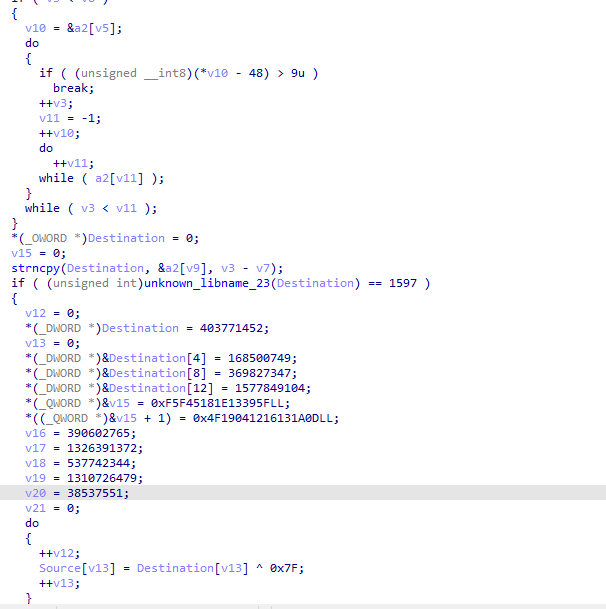 {
v10 = &a2[v5];
do
{
if ( (unsigned __int8)(*v10 - 48) > 9u )
break;
++v3;
v11 = -1;
++v10;
do
++v11;
while ( a2[v11] );
}
while ( v3 < v11 );
}
*(_OWORD *)Destination = 0;
v15 = 0;
strncpy(Destination, &a2[v9], v3 - v7);
if ( (unsigned int)unknown_libname_23(Destination) == 1597 )
{
v12 = 0;
*(_DWORD *)Destination = 403771452;
v13 = 0;
*(_DWORD *)&Destination[4] = 168500749;
*(_DWORD *)&Destination[8] = 369827347;
*(_DWORD *)&Destination[12] = 1577849104;
*(_QWORD *)&v15 = 0xF5F45181E13395FLL;
*((_QWORD *)&v15 + 1) = 0x4F19041216131A0DLL;
v16 = 390602765;
v17 = 1326391372;
v18 = 537742344;
v19 = 1310726479;
v20 = 38537551;
v21 = 0;
do
{
++v12;
Source[v13] = Destination[v13] ^ 0x7F;
++v13;
}